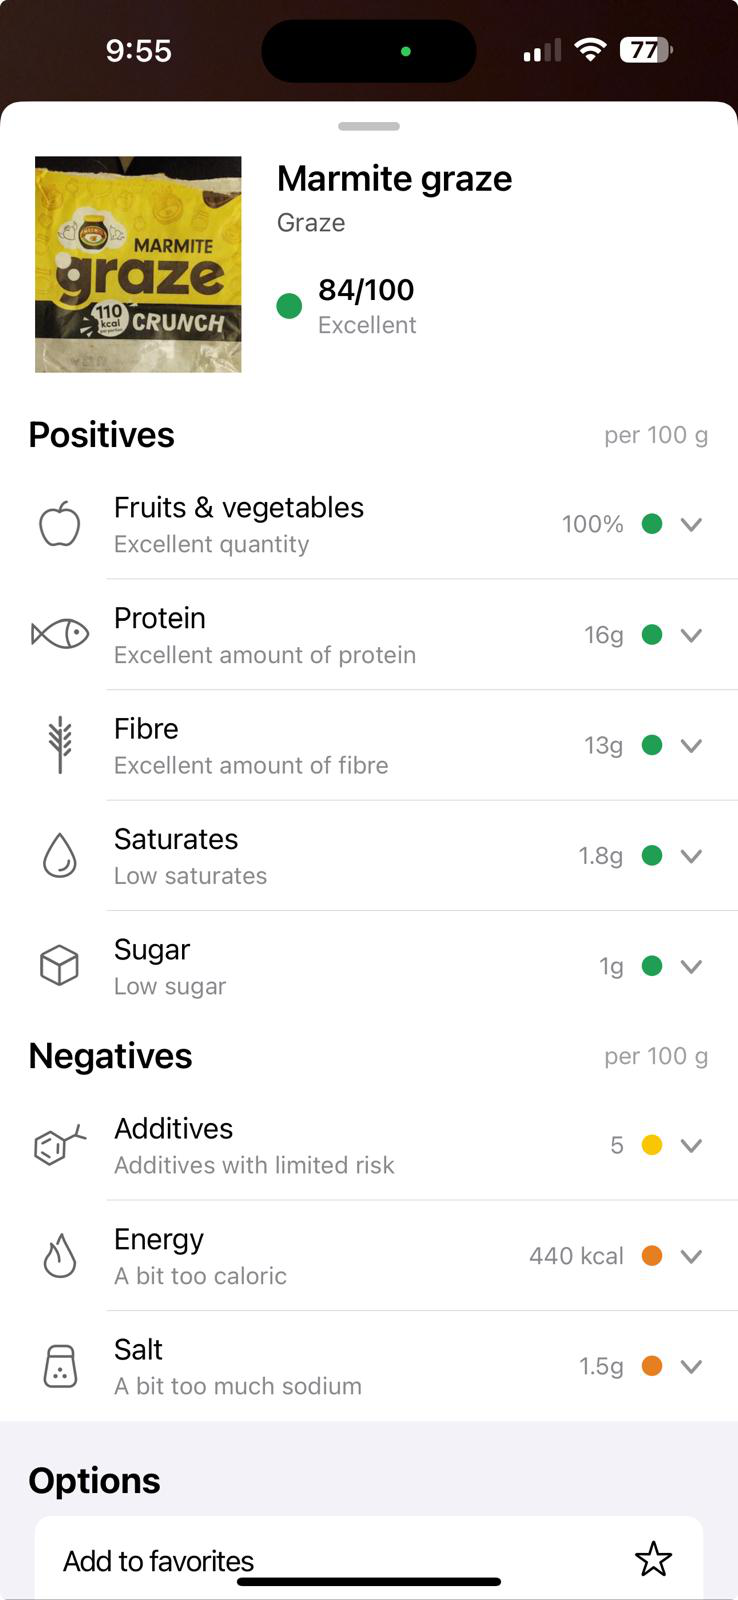 9:55
77
MARMITE
graze
110
kcal
per portion
CRUNCH
Marmite graze
Graze
84/100
Excellent
Positives
per 100 g
Fruits & vegetables
Excellent quantity
100%
Protein
Excellent amount of protein
16g
Fibre
Excellent amount of fibre
13g
Saturates
Low saturates
1.8g
Sugar
Low sugar
1g
Negatives
per 100 g
Additives
Additives with limited risk
5
Energy
A bit too caloric
440 kcal
Salt
A bit too much sodium
1.5g
Options
Add to favorites